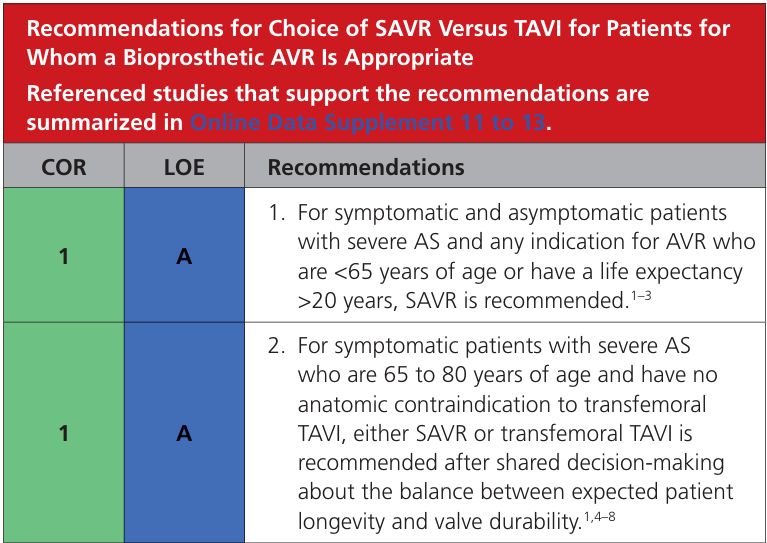 Recommendations for Choice of SAVR Versus TAVI for Patients for
Whom a Bioprosthetic AVR Is Appropriate
Referenced studies that support the recommendations are
summarized in Online Data Supplement 11 to 13.
COR LOE Recommendations
1 A
1. For symptomatic and asymptomatic patients
with severe AS and any indication for AVR who
are <65 years of age or have a life expectancy
>20 years, SAVR is recommended.1–3
1 A
2. For symptomatic patients with severe AS
who are 65 to 80 years of age and have no
anatomic contraindication to transfemoral
TAVI, either SAVR or transfemoral TAVI is
recommended after shared decision-making
about the balance between expected patient
longevity and valve durability.1,4–8